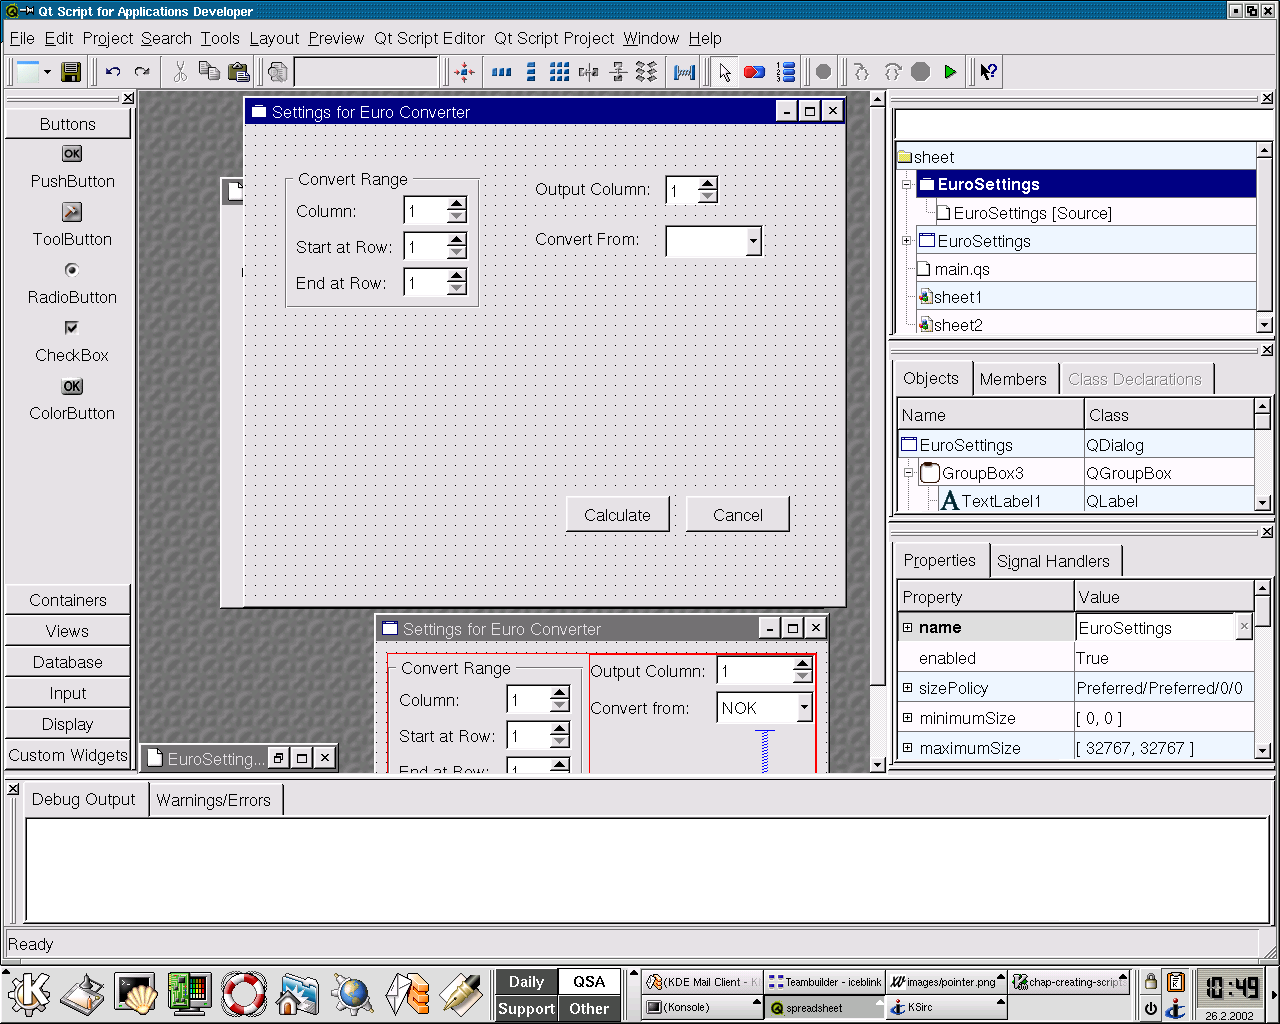 Qt Script for Applications Developer
File Edit Project Search Tools Layout Preview Qt Script Editor Qt Script Project Window Help
Buttons
OK
PushButton
ToolButton
RadioButton
CheckBox
OK
ColorButton
Containers
Views
Database
Input
Display
Custom Widgets
Settings for Euro Converter
Convert Range
Column: 1
Start at Row: 1
End at Row: 1
Output Column: 1
Convert From:
Calculate Cancel
Settings for Euro Converter
Convert Range
Column: 1
Start at Row: 1
End at Row: 1
Output Column: 1
Convert from: NOK
EuroSetting...
sheet
EuroSettings
EuroSettings [Source]
EuroSettings
main.qs
sheet1
sheet2
Objects Members Class Declarations
Name Class
EuroSettings QDialog
GroupBox3 QGroupBox
TextLabel1 QLabel
Properties Signal Handlers
Property Value
name EuroSettings
enabled True
sizePolicy Preferred/Preferred/0/0
minimumSize [ 0, 0 ]
maximumSize [ 32767, 32767 ]
Debug Output Warnings/Errors
Ready
Daily QSA
Support Other
(KDE Mail Client - K
Teambuilder - iceblink
images/pointer.png
chap-creating-script
(Konsole)
spreadsheet
KSirc
10:49
26.2.2002